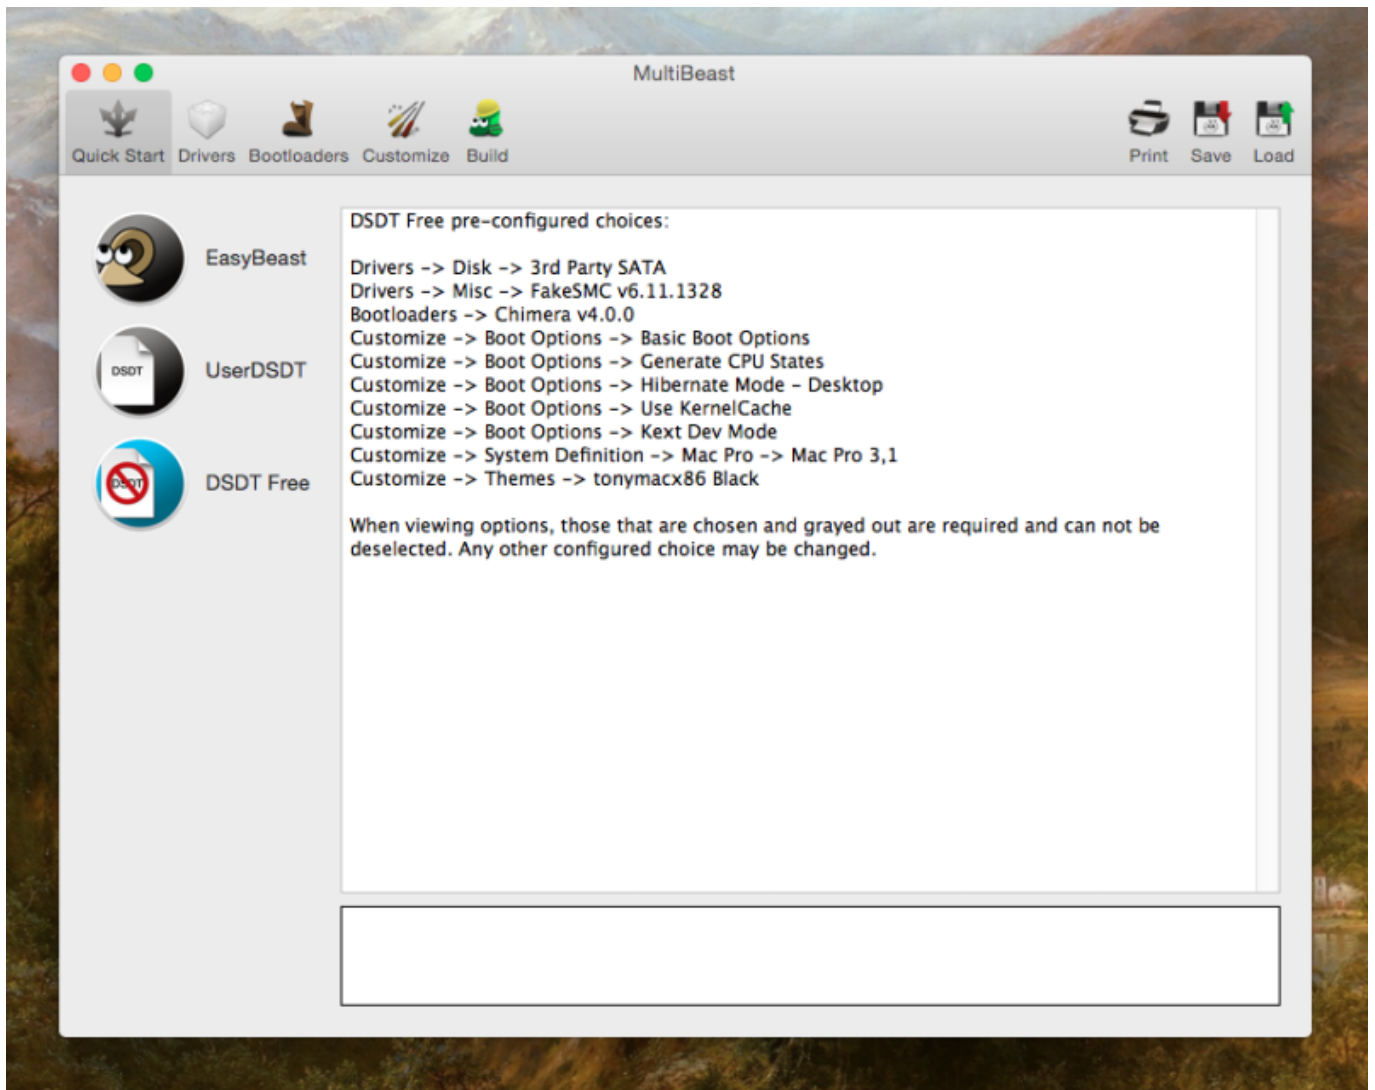 MultiBeast
Quick Start Drivers Bootloaders Customize Build Print Save Load
EasyBeast
DSDT
UserDSDT
DSDT
DSDT Free
DSDT Free pre-configured choices:
Drivers -> Disk -> 3rd Party SATA
Drivers -> Misc -> FakeSMC v6.11.1328
Bootloaders -> Chimera v4.0.0
Customize -> Boot Options -> Basic Boot Options
Customize -> Boot Options -> Generate CPU States
Customize -> Boot Options -> Hibernate Mode - Desktop
Customize -> Boot Options -> Use KernelCache
Customize -> Boot Options -> Kext Dev Mode
Customize -> System Definition -> Mac Pro -> Mac Pro 3,1
Customize -> Themes -> tonymacx86 Black
When viewing options, those that are chosen and grayed out are required and can not be
deselected. Any other configured choice may be changed.